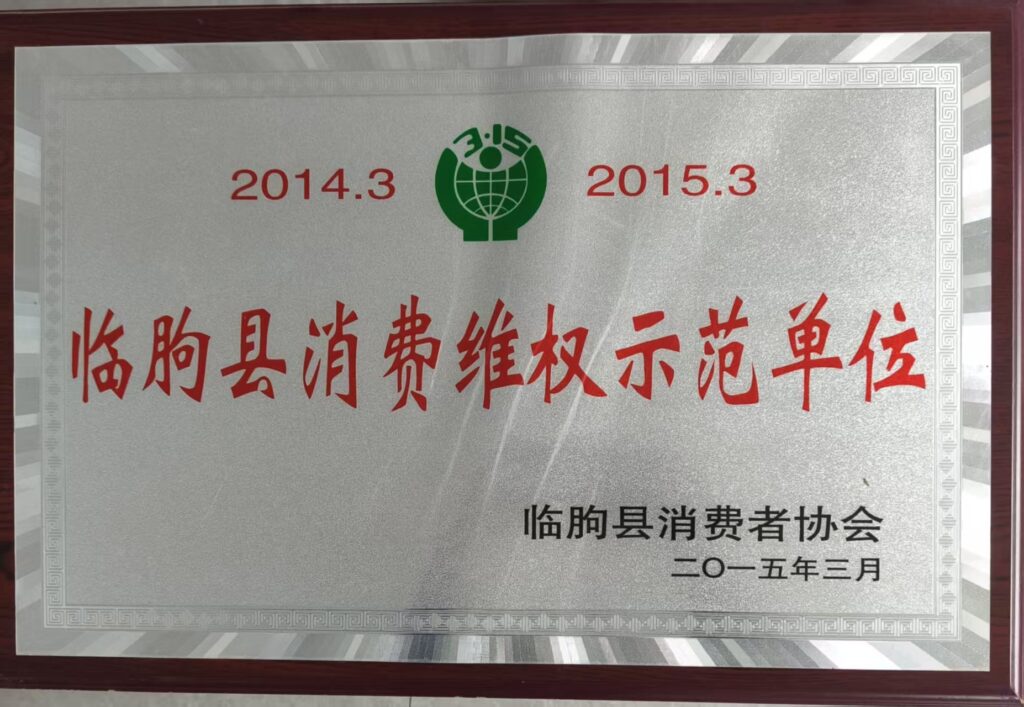 3·15
2014.3 2015.3
临朐县消费维权示范单位
临朐县消费者协会
二〇一五年三月